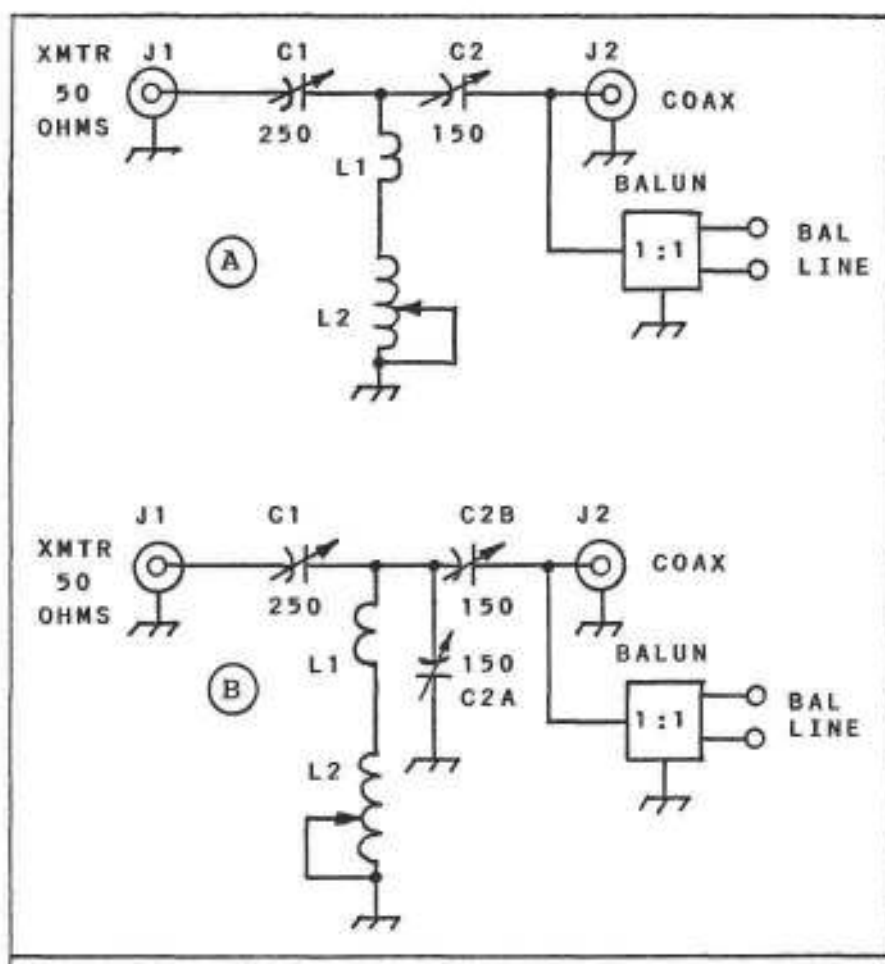 XMTR
50
OHMS
J1
C1
250
C2
150
J2
COAX
L1
L2
A
BALUN
1:1
BAL
LINE
J1
C1
C2B
J2
XMTR
50
OHMS
250
150
COAX
L1
150
C2A
B
L2
BALUN
1:1
BAL
LINE